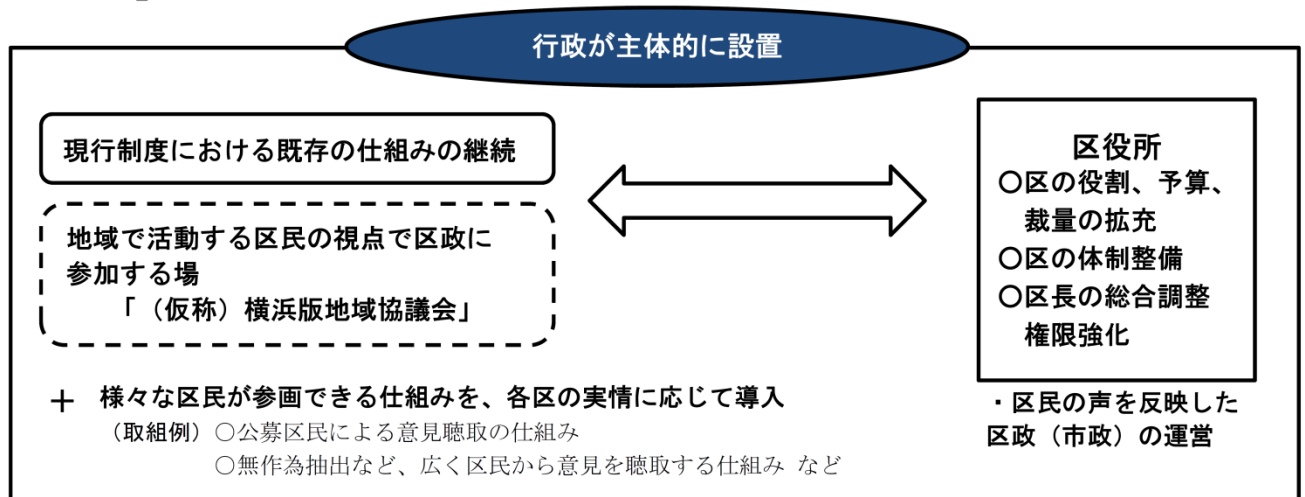 行政が主体的に設置
現行制度における既存の仕組みの継続
地域で活動する区民の視点で区政に
参加する場
「（仮称）横浜版地域協議会」
＋ 様々な区民が参画できる仕組みを、各区の実情に応じて導入
（取組例）○公募区民による意見聴取の仕組み
○無作為抽出など、広く区民から意見を聴取する仕組み など
区役所
○区の役割、予算、
裁量の拡充
○区の体制整備
○区長の総合調整
権限強化
・区民の声を反映した
区政（市政）の運営